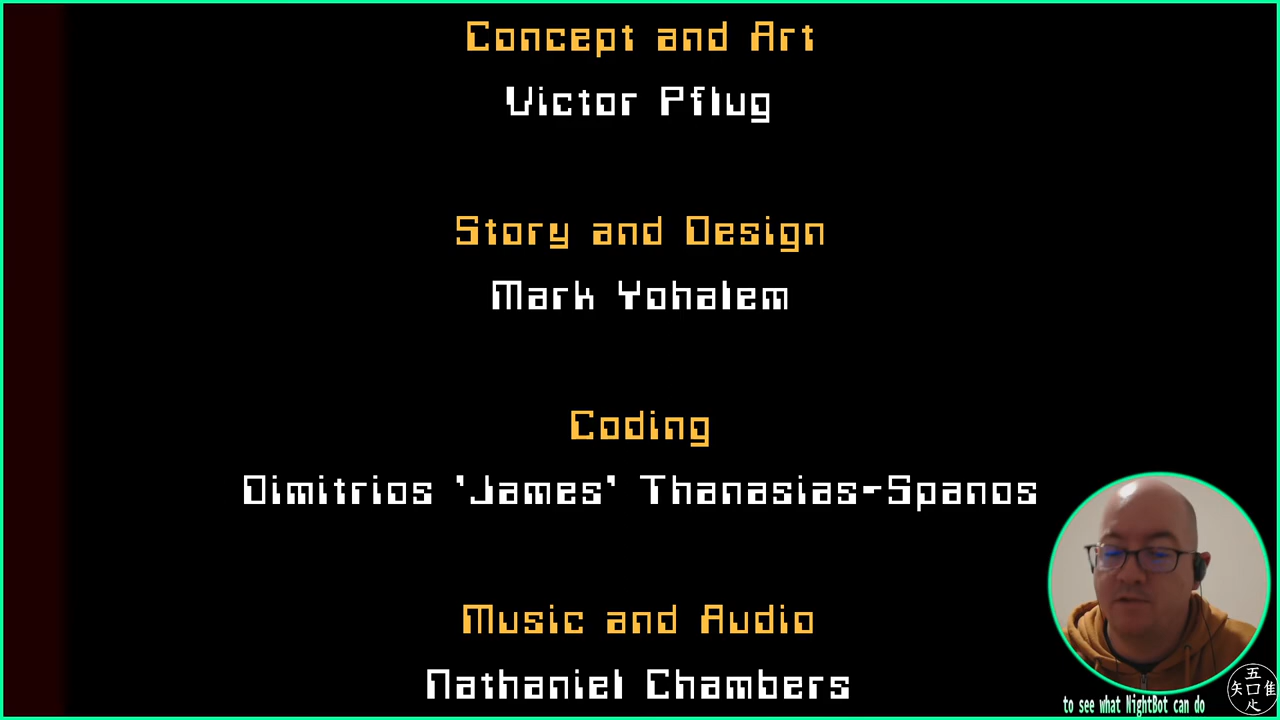 Concept and Art
Victor Pflug
Story and Design
Mark Yohalem
Coding
Dimitrios 'James' Thanasias-Spanos
Music and Audio
Nathaniel Chambers
to see what NightBot can do
五
矢口隹
止